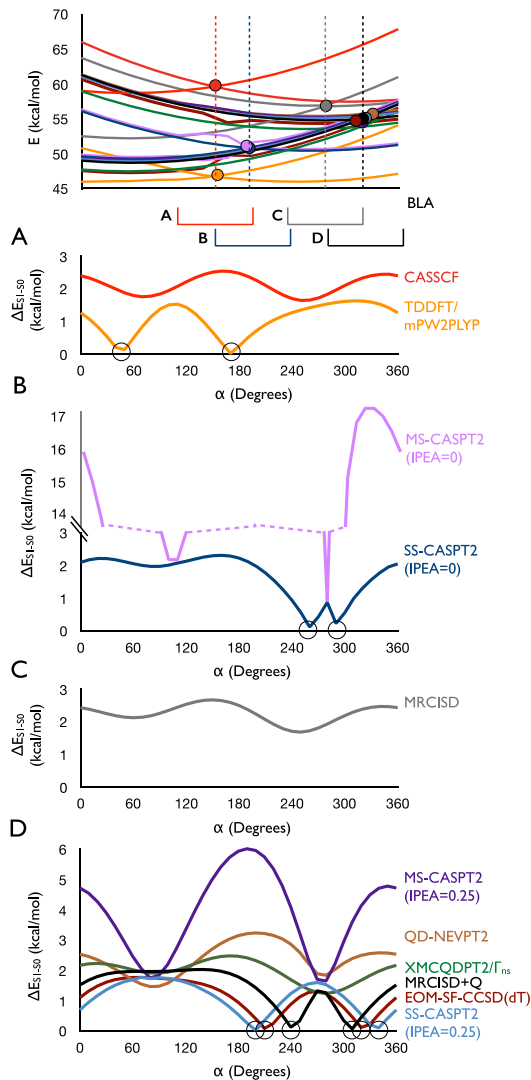 70
65
60
55
50
45
E (kcal/mol)
BLA
A
B
C
D
A
3
2
1
0
ΔE_S1-S0
(kcal/mol)
CASSCF
TDDFT/
mPW2PLYP
0 60 120 180 240 300 360
α (Degrees)
B
17
16
15
14
3
2
1
0
ΔE_S1-S0 (kcal/mol)
MS-CASPT2
(IPEA=0)
SS-CASPT2
(IPEA=0)
0 60 120 180 240 300 360
α (Degrees)
C
3
2
1
0
ΔE_S1-S0
(kcal/mol)
MRCISD
0 60 120 180 240 300 360
α (Degrees)
D
6
5
4
3
2
1
0
ΔE_S1-S0 (kcal/mol)
MS-CASPT2
(IPEA=0.25)
QD-NEVPT2
XMCQDPT2/Γns
MRCISD+Q
EOM-SF-CCSD(dT)
SS-CASPT2
(IPEA=0.25)
0 60 120 180 240 300 360
α (Degrees)